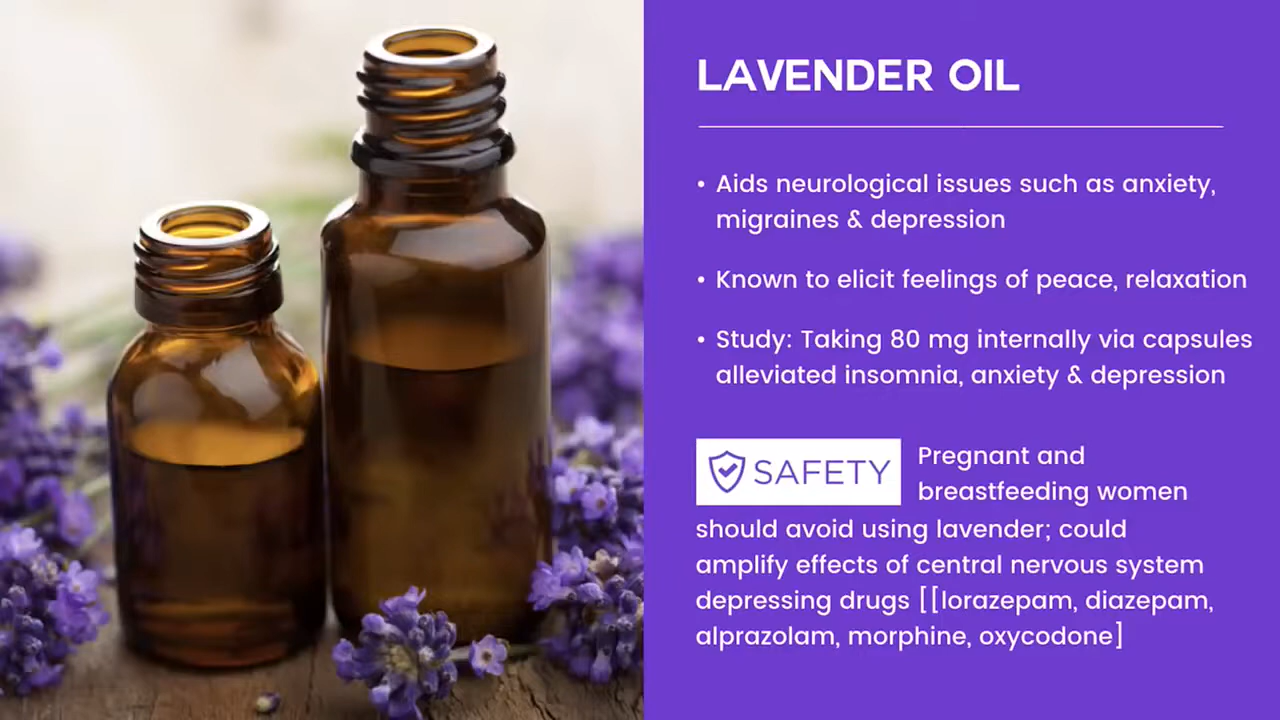 LAVENDER OIL
• Aids neurological issues such as anxiety,
migraines & depression
• Known to elicit feelings of peace, relaxation
• Study: Taking 80 mg internally via capsules
alleviated insomnia, anxiety & depression
SAFETY
Pregnant and
breastfeeding women
should avoid using lavender; could
amplify effects of central nervous system
depressing drugs [[lorazepam, diazepam,
alprazolam, morphine, oxycodone]